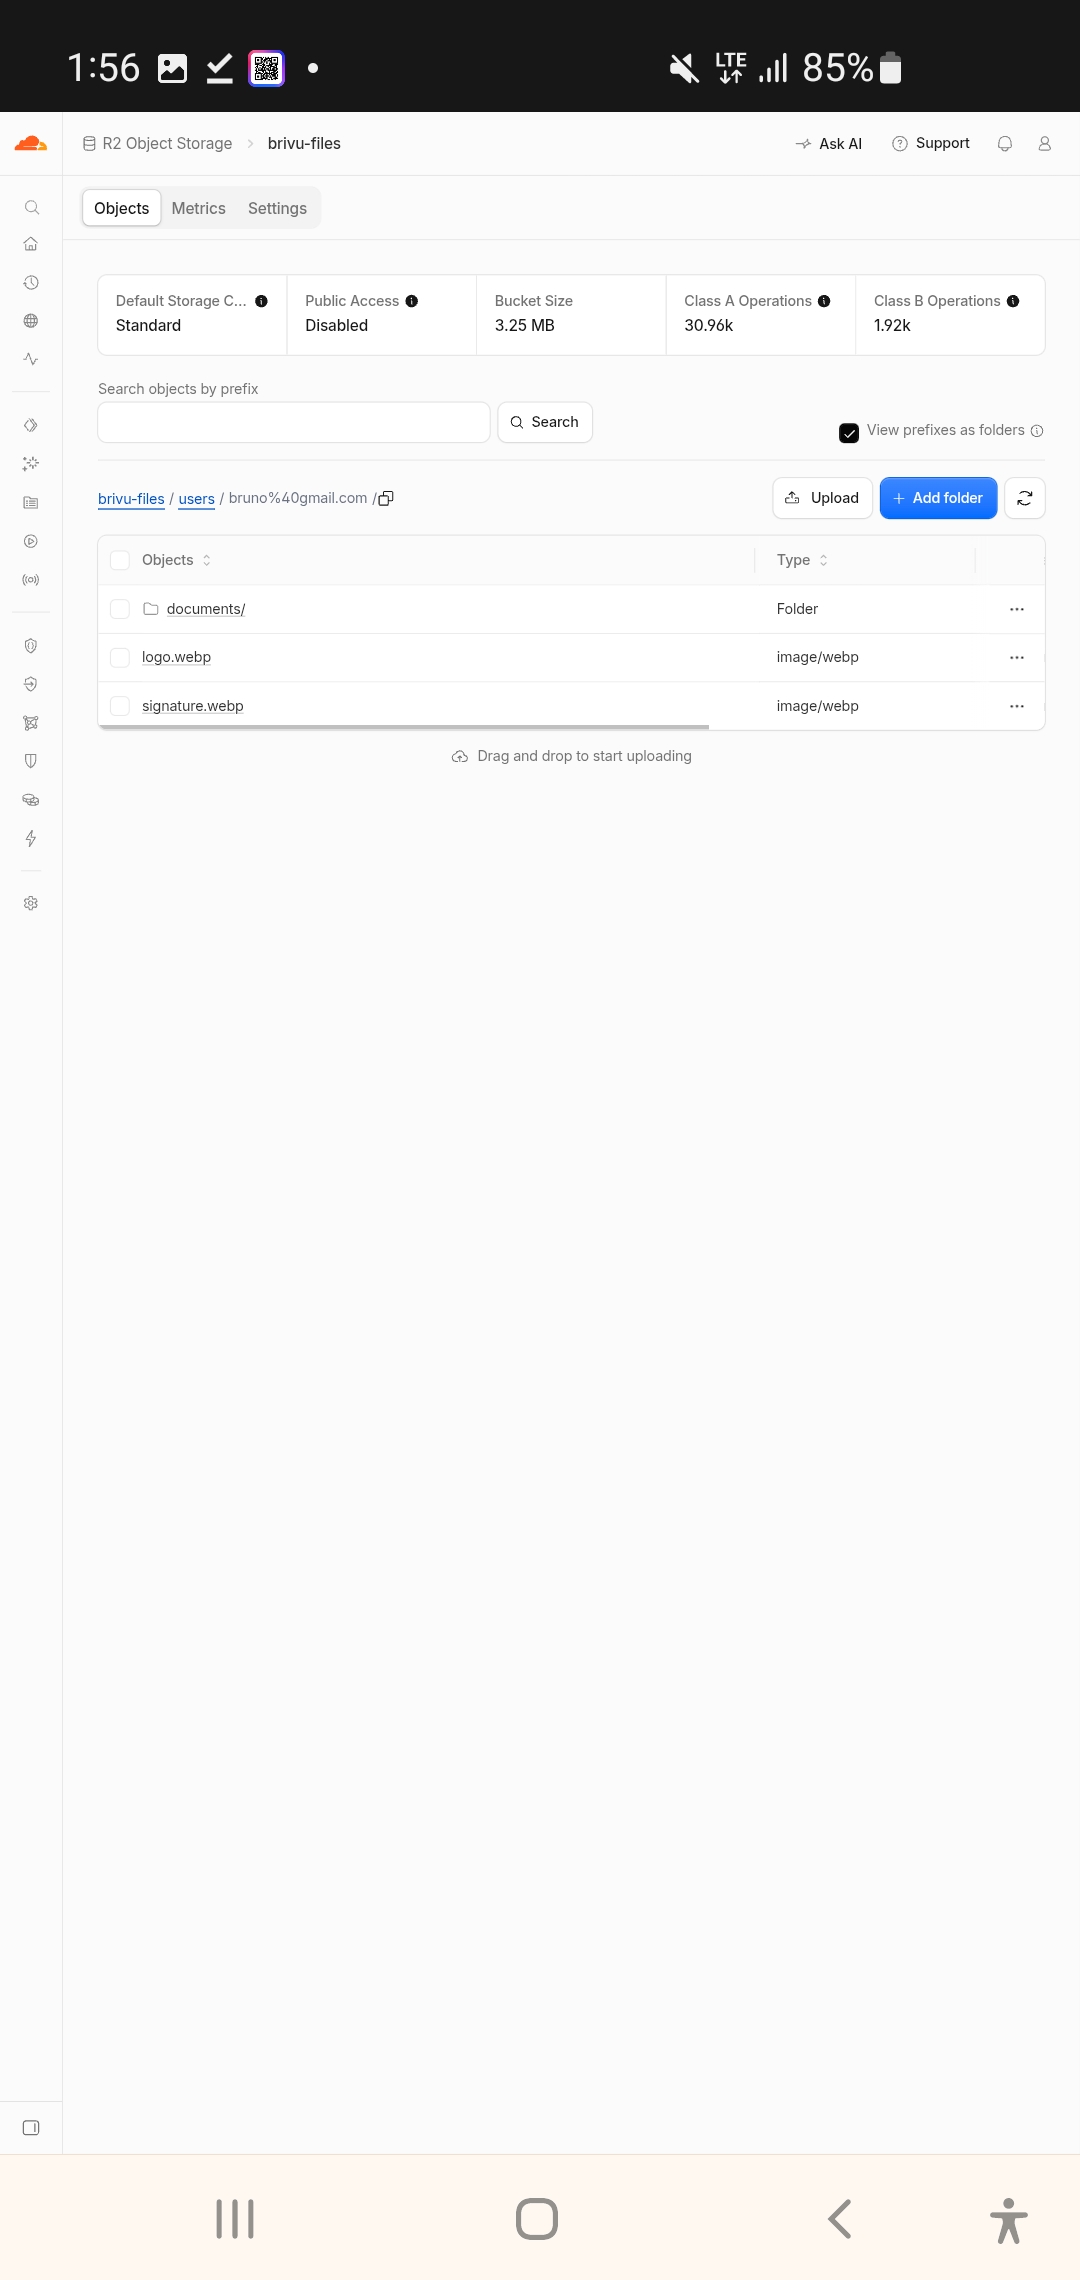 1:56
LTE
85%
R2 Object Storage > brivu-files
Ask AI
Support
Objects
Metrics
Settings
Default Storage C...
Standard
Public Access
Disabled
Bucket Size
3.25 MB
Class A Operations
30.96k
Class B Operations
1.92k
Search objects by prefix
Search
View prefixes as folders
brivu-files / users / bruno%40gmail.com /
Upload
+ Add folder
Objects
Type
documents/
Folder
logo.webp
image/webp
signature.webp
image/webp
Drag and drop to start uploading